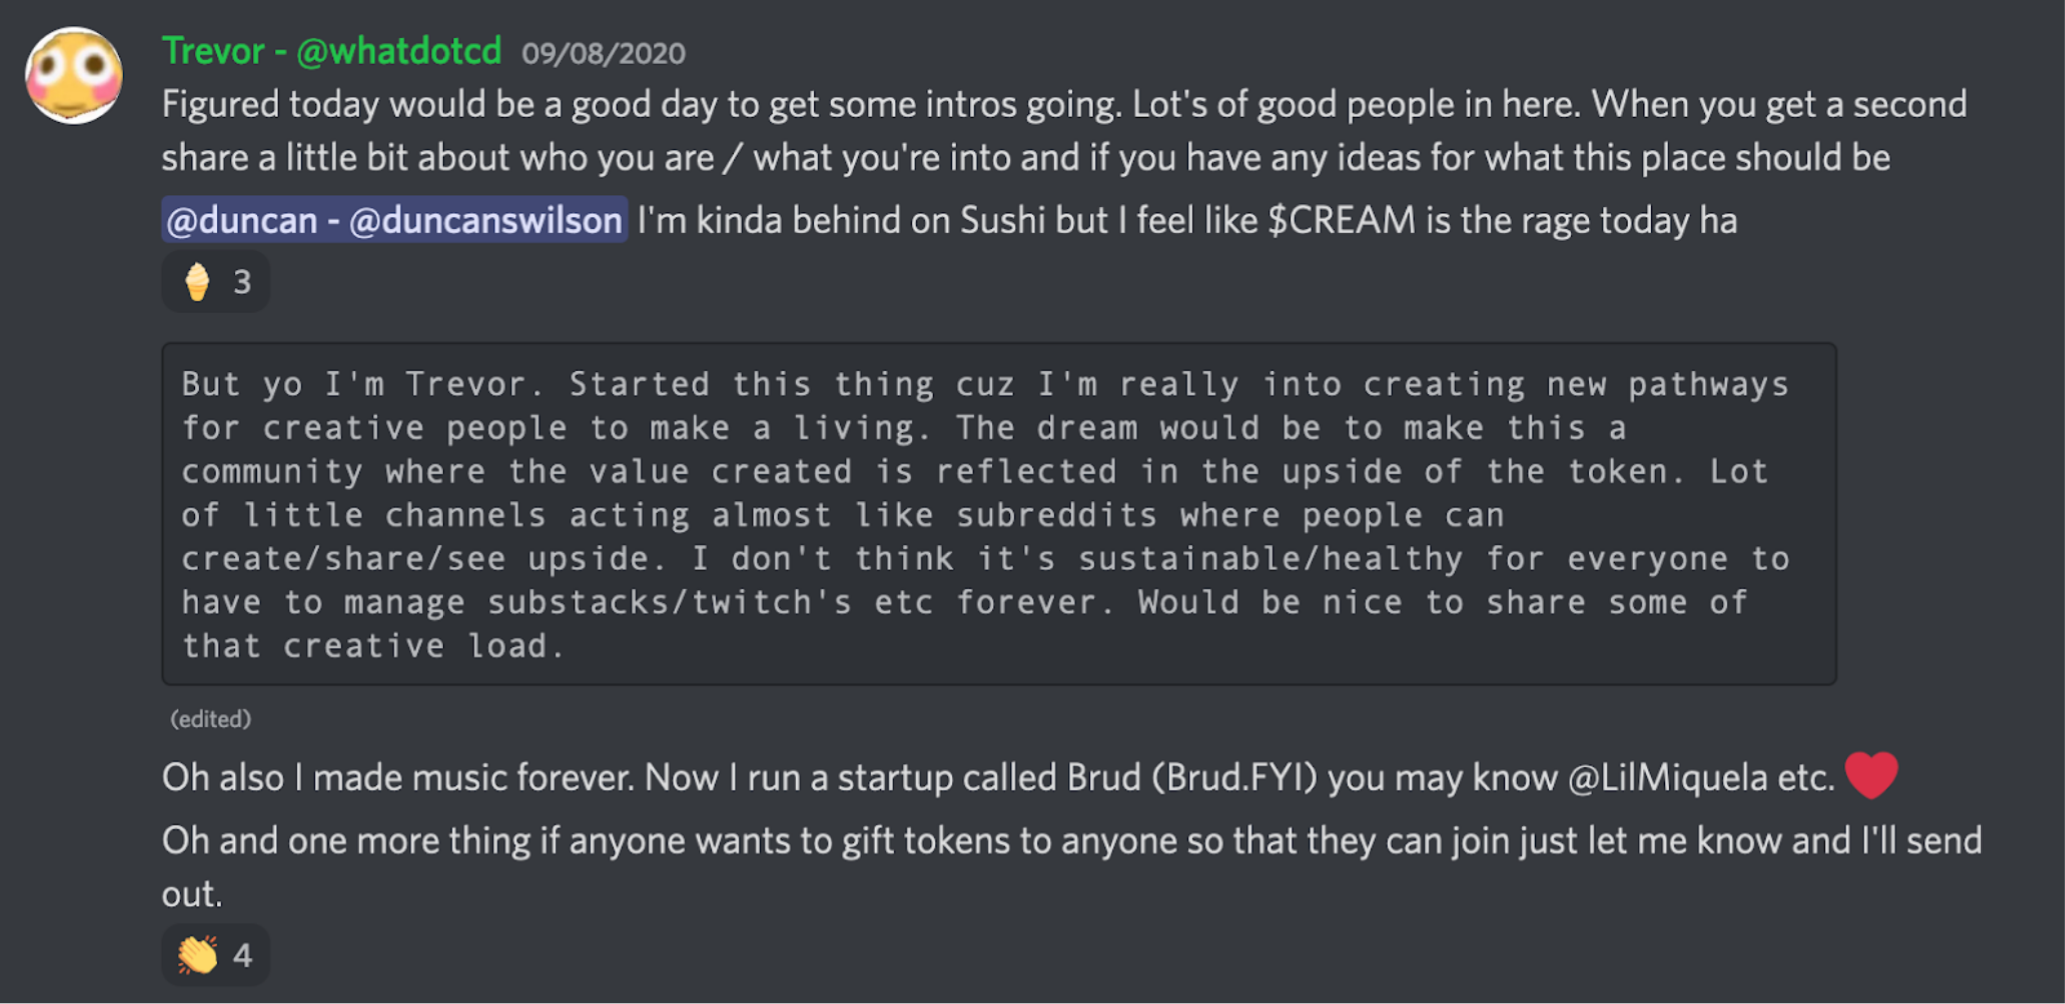 Trevor - @whatdotcd 09/08/2020
Figured today would be a good day to get some intros going. Lot's of good people in here. When you get a second
share a little bit about who you are / what you're into and if you have any ideas for what this place should be
@duncan - @duncanswilson I'm kinda behind on Sushi but I feel like $CREAM is the rage today ha
3
But yo I'm Trevor. Started this thing cuz I'm really into creating new pathways
for creative people to make a living. The dream would be to make this a
community where the value created is reflected in the upside of the token. Lot
of little channels acting almost like subreddits where people can
create/share/see upside. I don't think it's sustainable/healthy for everyone to
have to manage substacks/twitch's etc forever. Would be nice to share some of
that creative load.
(edited)
Oh also I made music forever. Now I run a startup called Brud (Brud.FYI) you may know @LilMiquela etc. ❤️
Oh and one more thing if anyone wants to gift tokens to anyone so that they can join just let me know and I'll send
out.
4